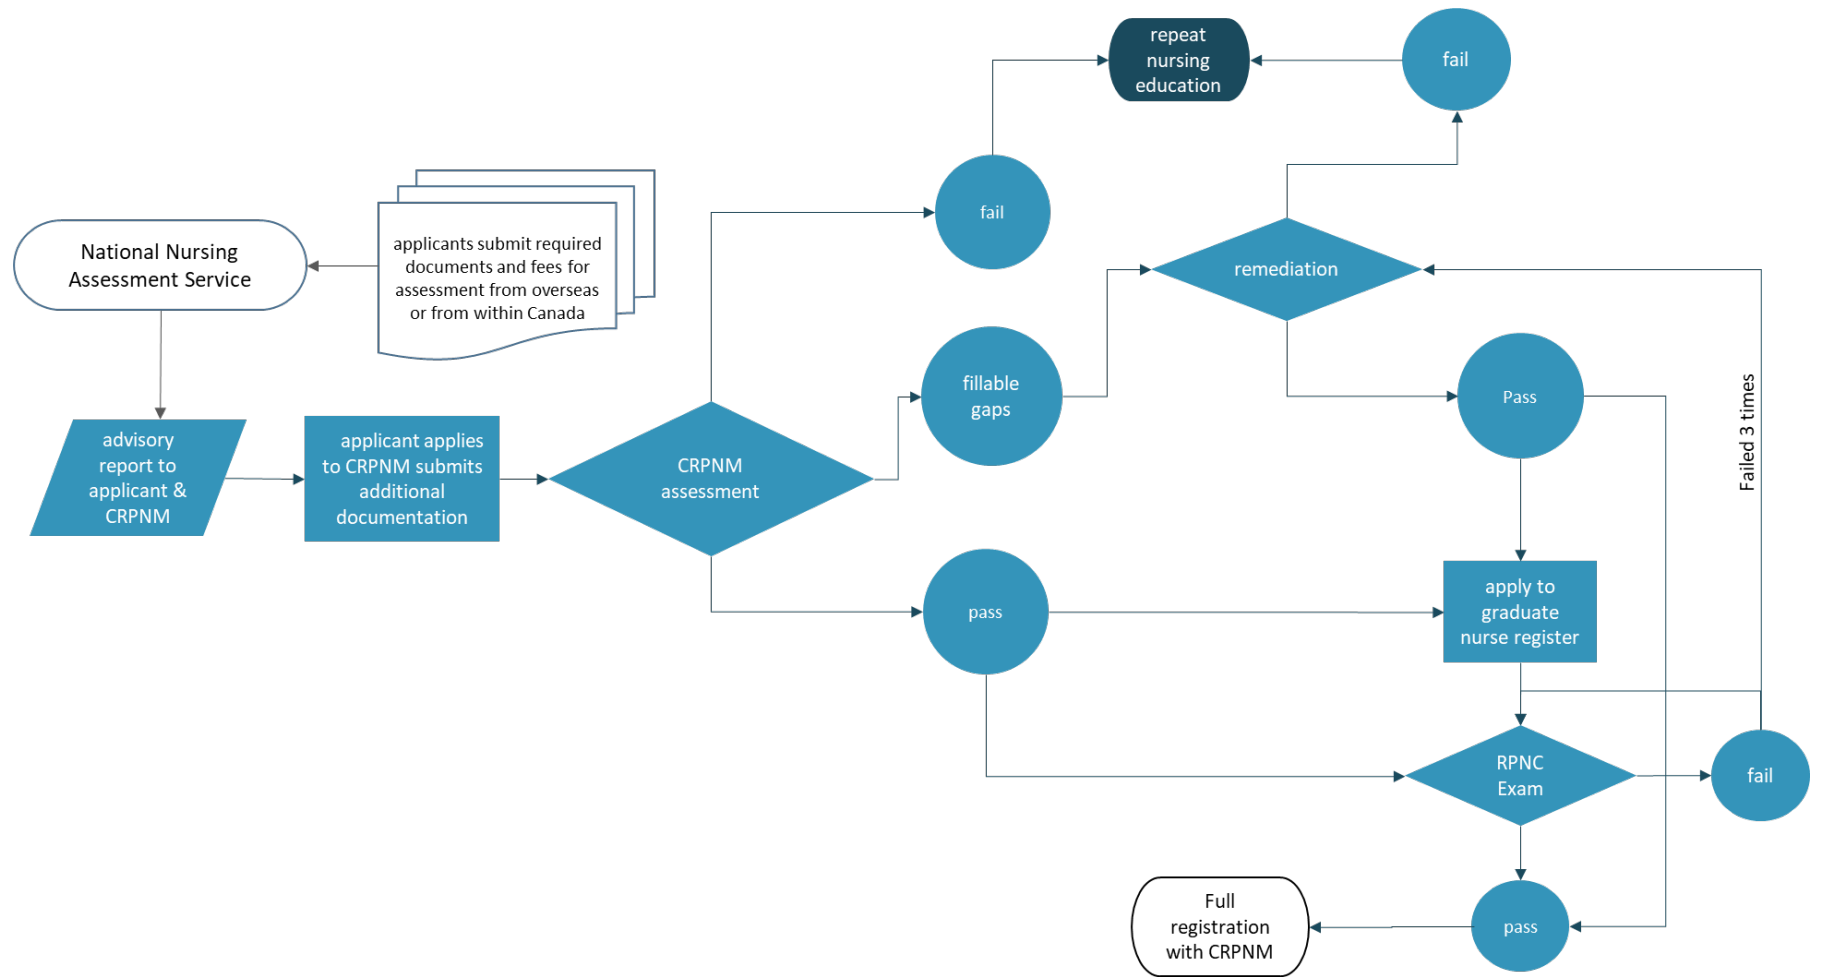 repeat
nursing
education
fail
fail
National Nursing
Assessment Service
applicants submit required
documents and fees for
assessment from overseas
or from within Canada
remediation
fillable
gaps
Pass
Failed 3 times
advisory
report to
applicant &
CRPNM
applicant applies
to CRPNM submits
additional
documentation
CRPNM
assessment
pass
apply to
graduate
nurse register
RPNC
Exam
fail
Full
registration
with CRPNM
pass